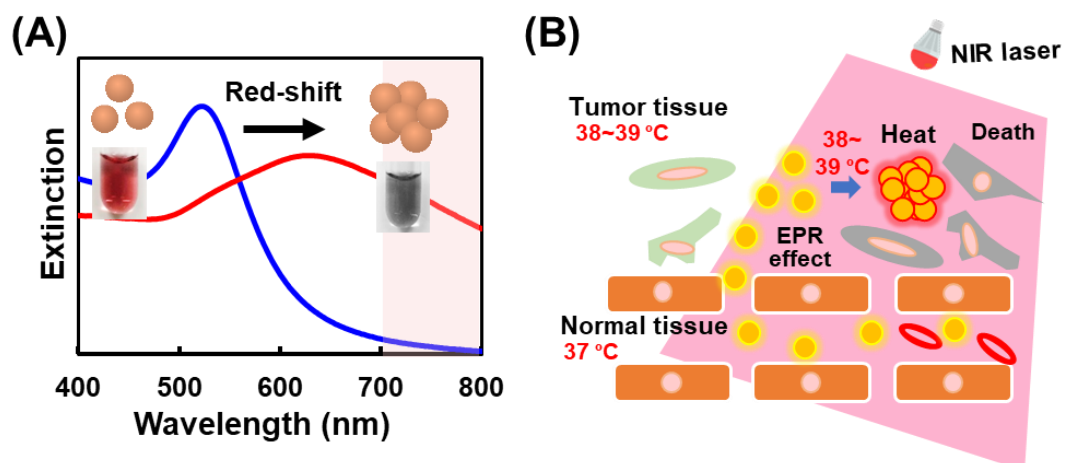 (A)
Extinction
Red-shift
400 500 600 700 800
Wavelength (nm)
(B)
NIR laser
Tumor tissue
38~39 °C
38~
39 °C
Heat
Death
EPR
effect
Normal tissue
37 °C